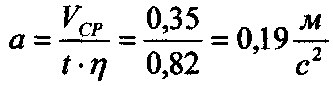 a = V_CP / (t · η) = 0,35 / 0,82 = 0,19 м/с²